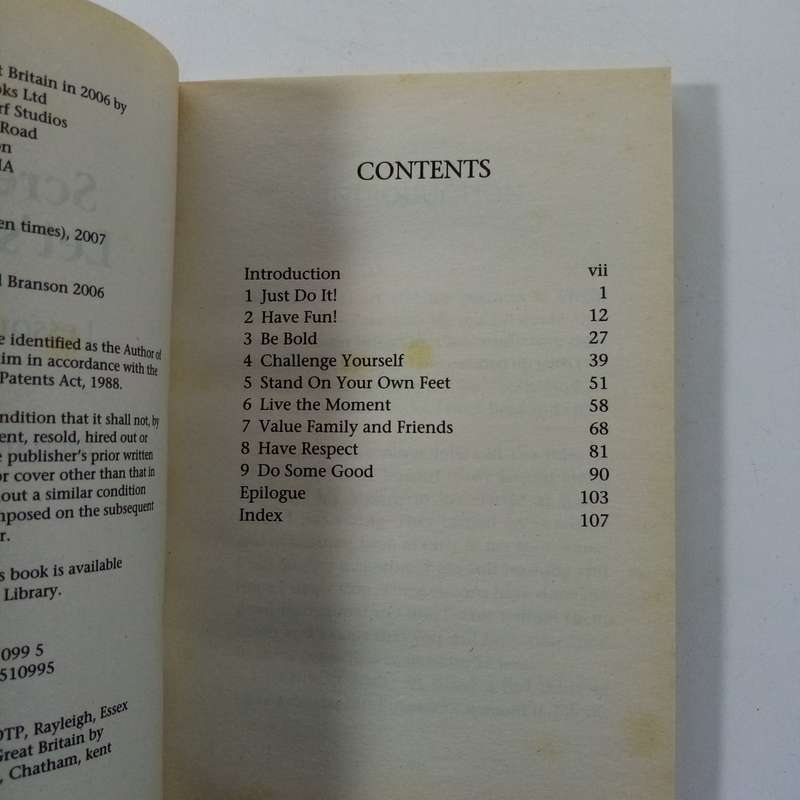 t Britain in 2006 by
ks Ltd
rf Studios
Road
on
IA
en times), 2007
l Branson 2006
e identified as the Author of
im in accordance with the
Patents Act, 1988.
ndition that it shall not, by
ent, resold, hired out or
e publisher's prior written
or cover other than that in
out a similar condition
mposed on the subsequent
r.
s book is available
Library.
099 5
510995
DTP, Rayleigh, Essex
Great Britain by
, Chatham, kent
CONTENTS
Introduction vii
1 Just Do It! 1
2 Have Fun! 12
3 Be Bold 27
4 Challenge Yourself 39
5 Stand On Your Own Feet 51
6 Live the Moment 58
7 Value Family and Friends 68
8 Have Respect 81
9 Do Some Good 90
Epilogue 103
Index 107